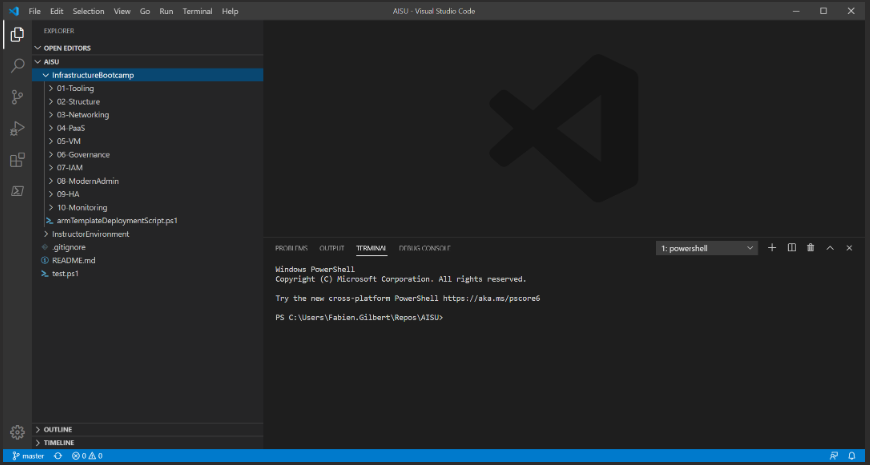 File Edit Selection View Go Run Terminal Help
AISU - Visual Studio Code
EXPLORER
OPEN EDITORS
AISU
InfrastructureBootcamp
01-Tooling
02-Structure
03-Networking
04-PaaS
05-VM
06-Governance
07-IAM
08-ModernAdmin
09-HA
10-Monitoring
armTemplateDeploymentScript.ps1
InstructorEnvironment
.gitignore
README.md
test.ps1
OUTLINE
TIMELINE
PROBLEMS OUTPUT TERMINAL DEBUG CONSOLE
1: powershell
Windows PowerShell
Copyright (C) Microsoft Corporation. All rights reserved.
Try the new cross-platform PowerShell https://aka.ms/pscore6
PS C:\Users\Fabien.Gilbert\Repos\AISU>
master 0 0